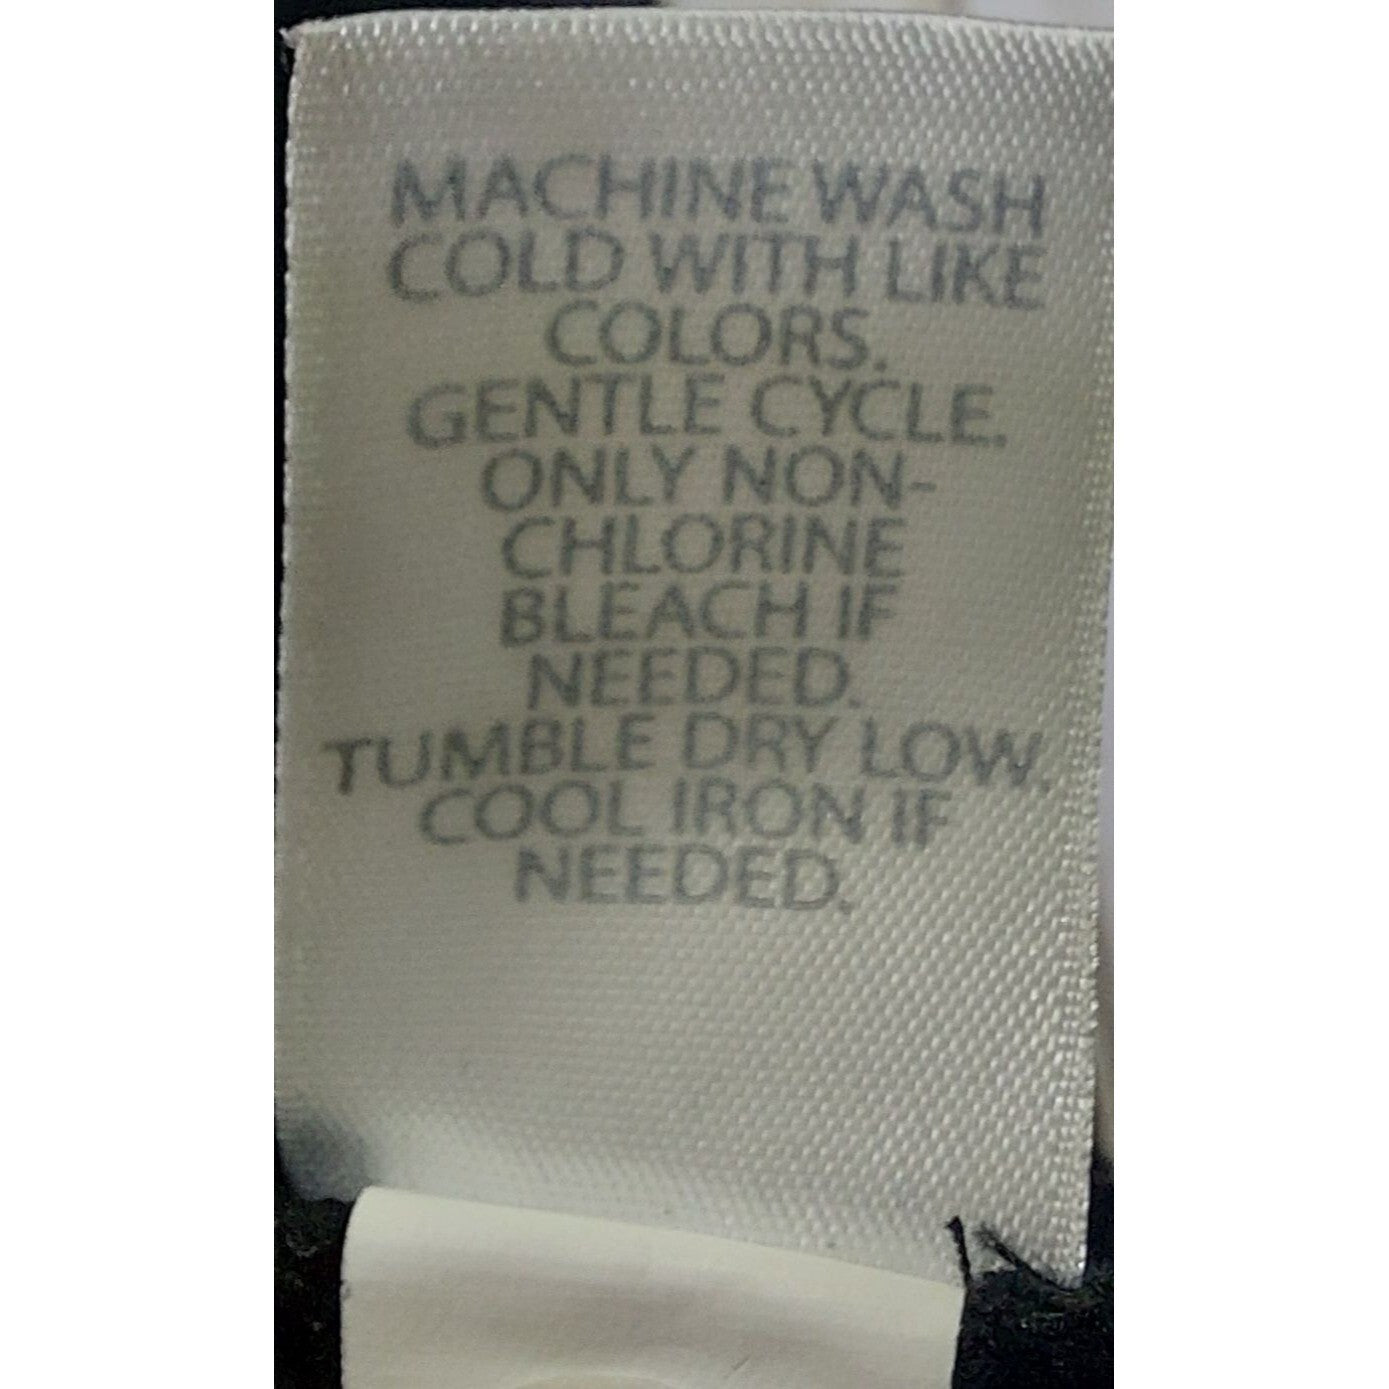 MACHINE WASH
COLD WITH LIKE
COLORS.
GENTLE CYCLE.
ONLY NON-
CHLORINE
BLEACH IF
NEEDED.
TUMBLE DRY LOW.
COOL IRON IF
NEEDED.